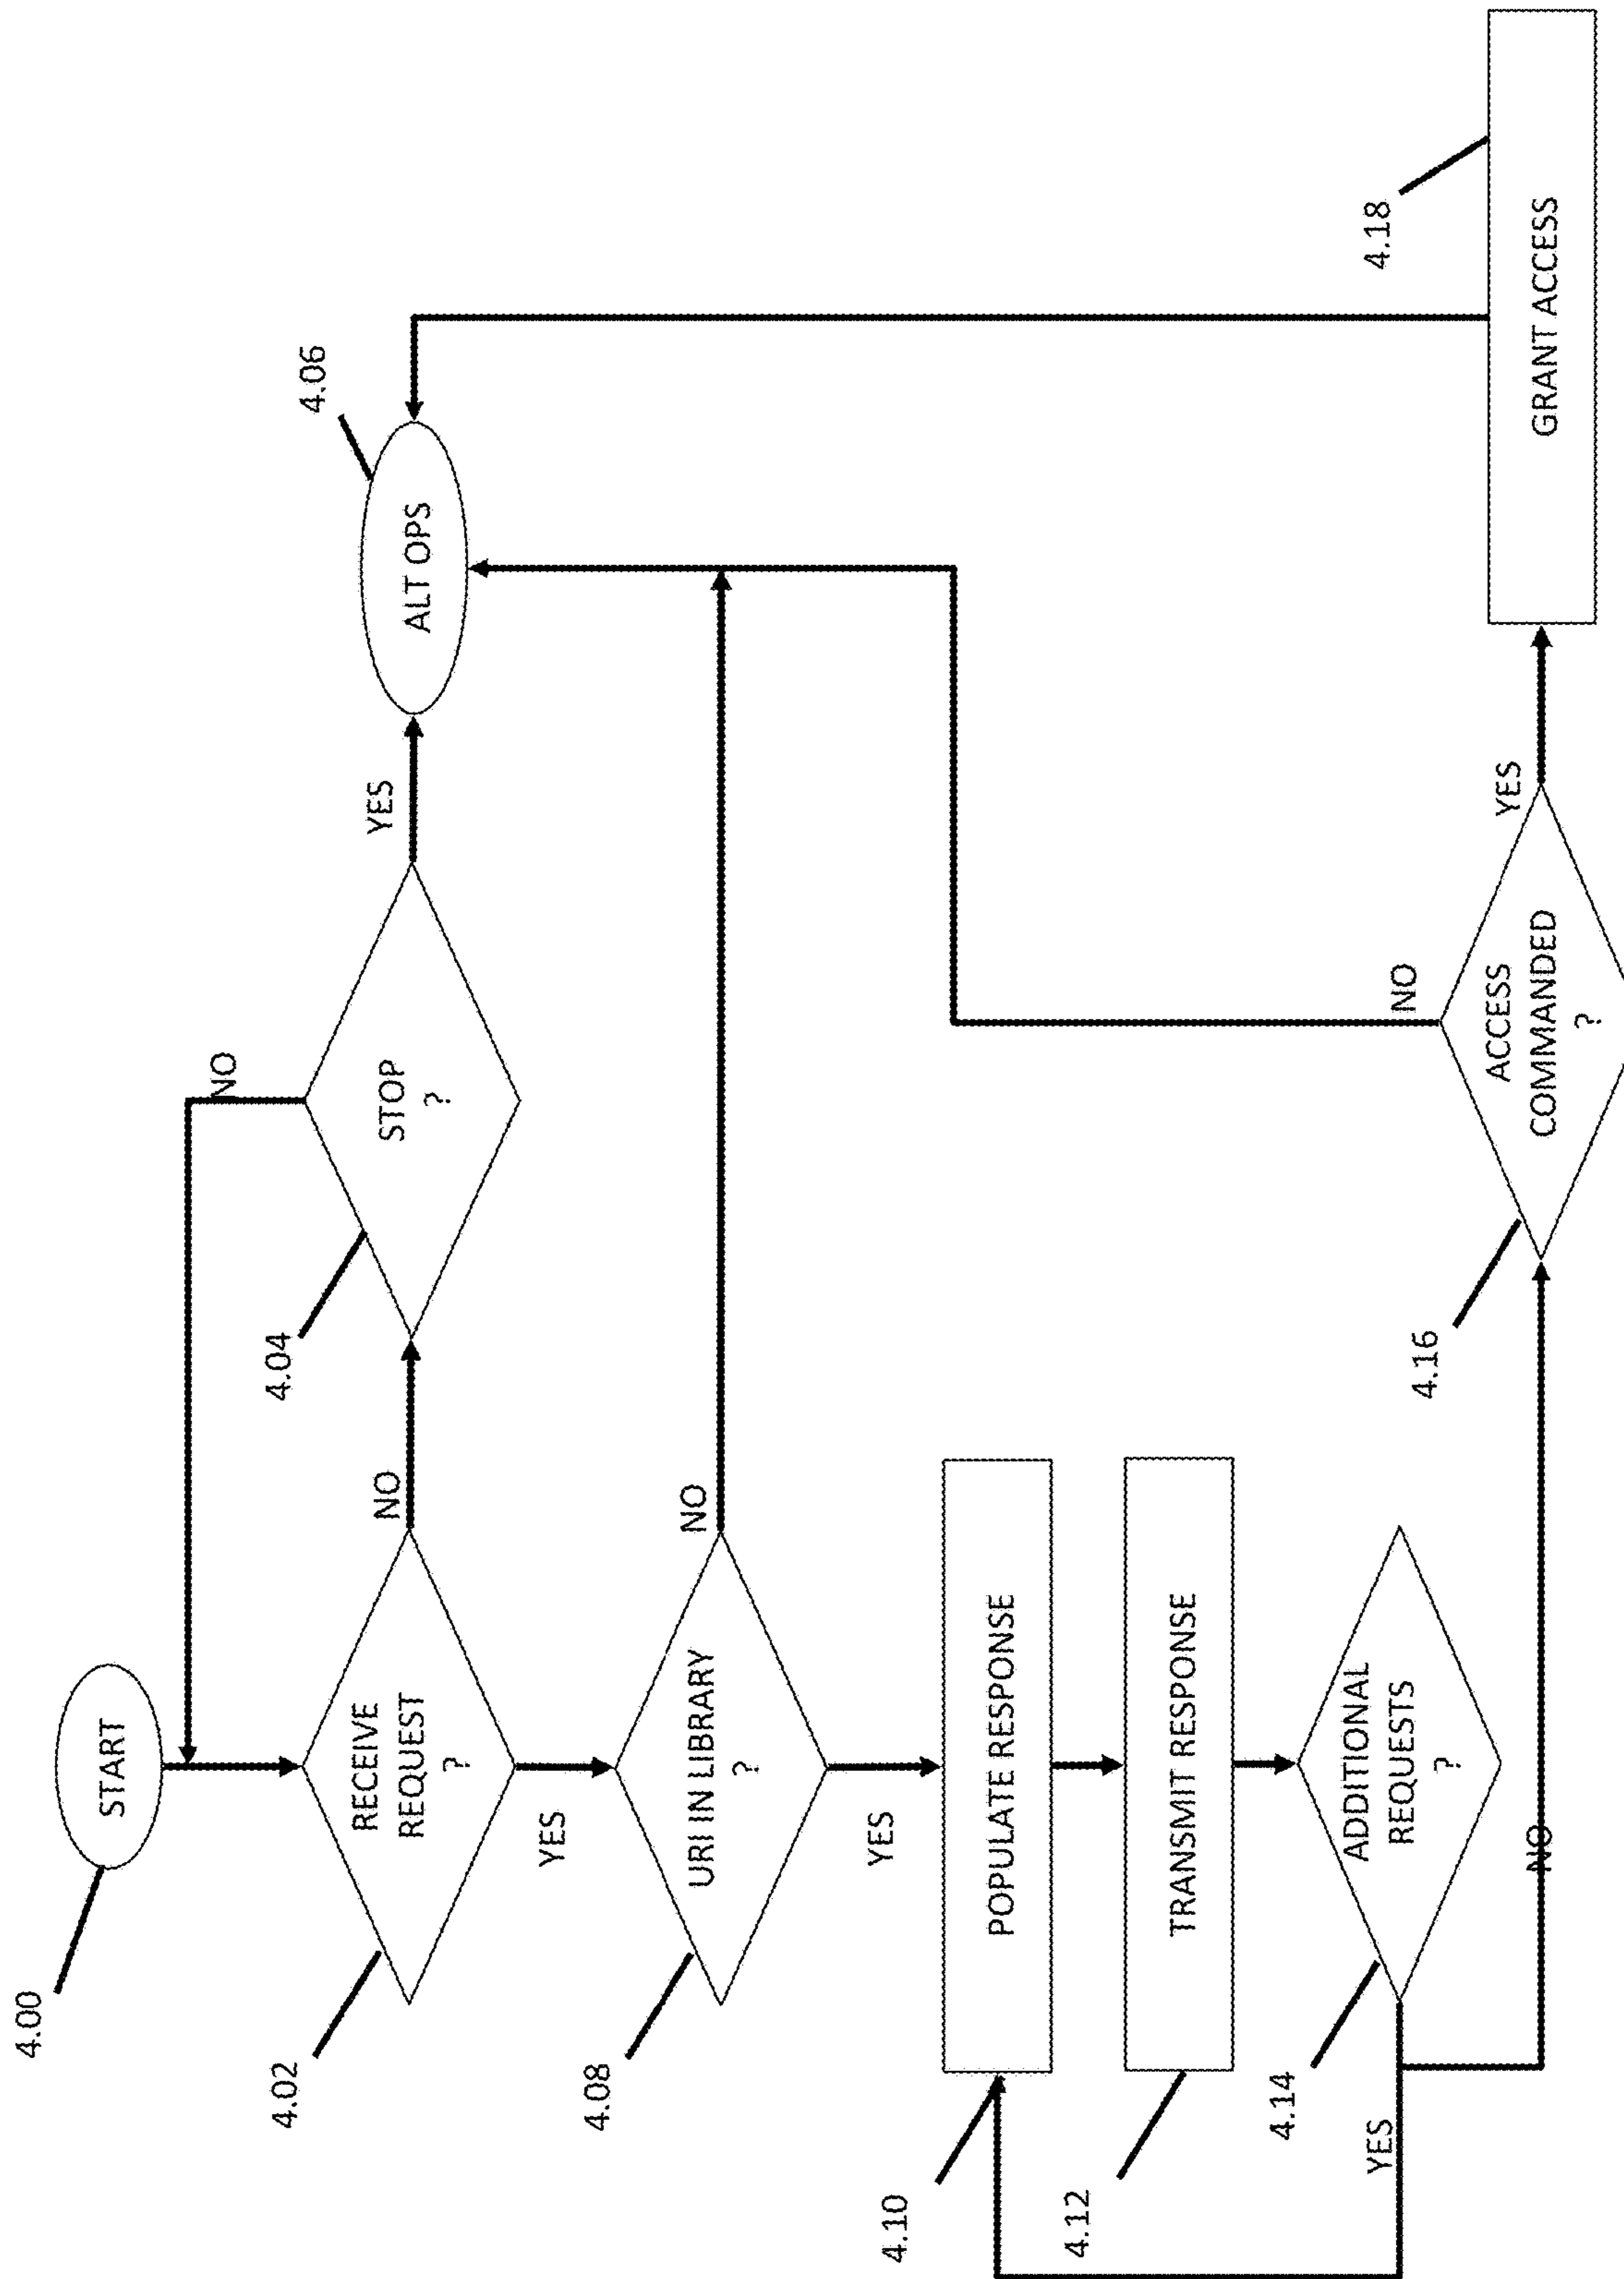 4.00
START
4.02
RECEIVE
REQUEST
?
NO
YES
4.04
STOP
?
NO
YES
4.06
ALT OPS
4.08
URI IN LIBRARY
?
NO
YES
4.10
POPULATE RESPONSE
4.12
TRANSMIT RESPONSE
4.14
ADDITIONAL
REQUESTS
?
YES
NO
4.16
ACCESS
COMMANDED
?
NO
YES
4.18
GRANT ACCESS